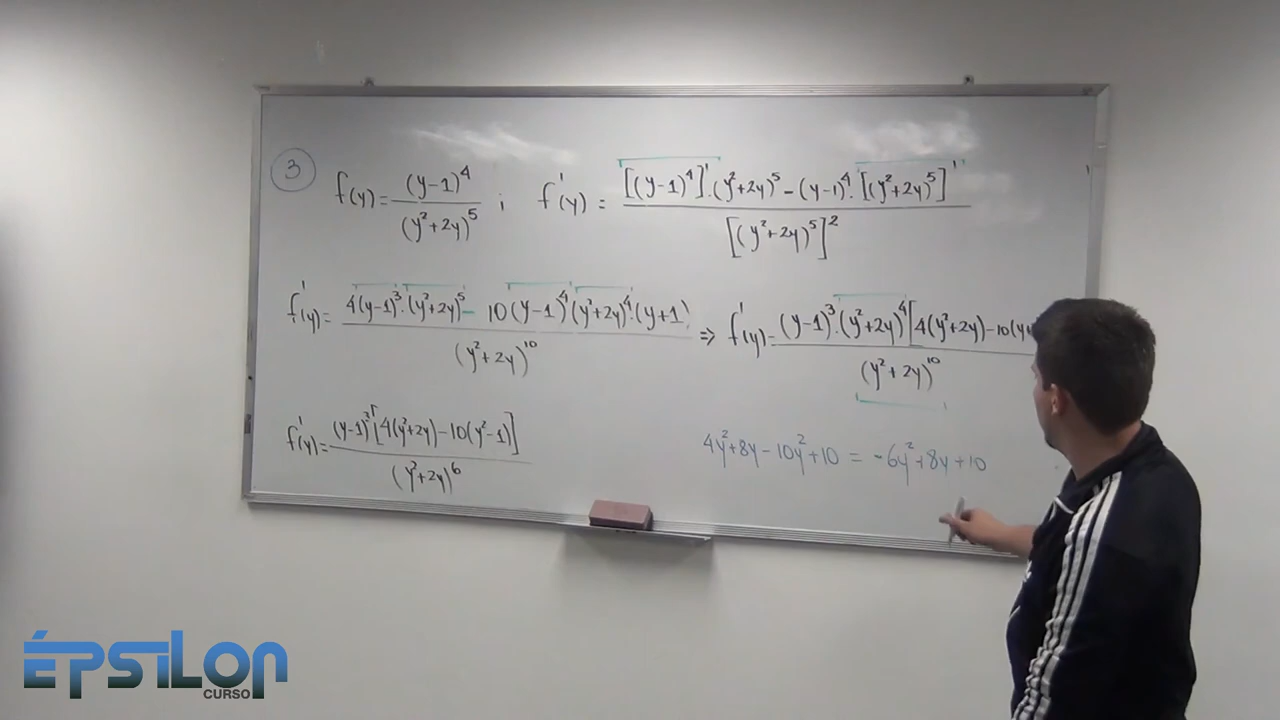 3
f(y) = (y-1)^4 / (y²+2y)^5 ; f'(y) = [(y-1)^4]'·(y²+2y)^5 - (y-1)^4·[(y²+2y)^5]' / [(y²+2y)^5]²
f'(y) = 4(y-1)³·(y²+2y)^5 - 10(y-1)^4·(y²+2y)^4·(y+1) / (y²+2y)^10 ⇒ f'(y) = (y-1)³·(y²+2y)^4[4(y²+2y)-10(y / (y²+2y)^10
f'(y) = (y-1)³[4(y²+2y)-10(y²-1)] / (y²+2y)^6
4y²+8y-10y²+10 = -6y²+8y+10
ÉPSILON
CURSO